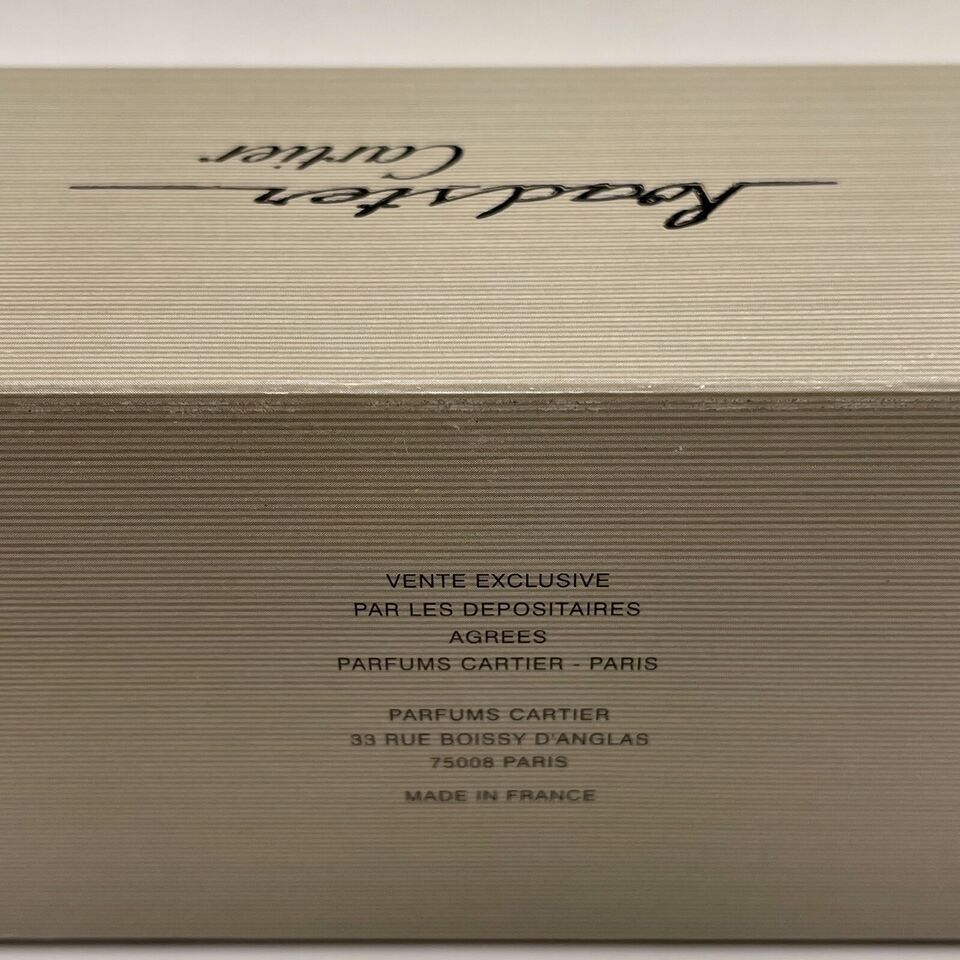 Roadster
Cartier
VENTE EXCLUSIVE
PAR LES DEPOSITAIRES
AGREES
PARFUMS CARTIER - PARIS
PARFUMS CARTIER
33 RUE BOISSY D'ANGLAS
75008 PARIS
MADE IN FRANCE